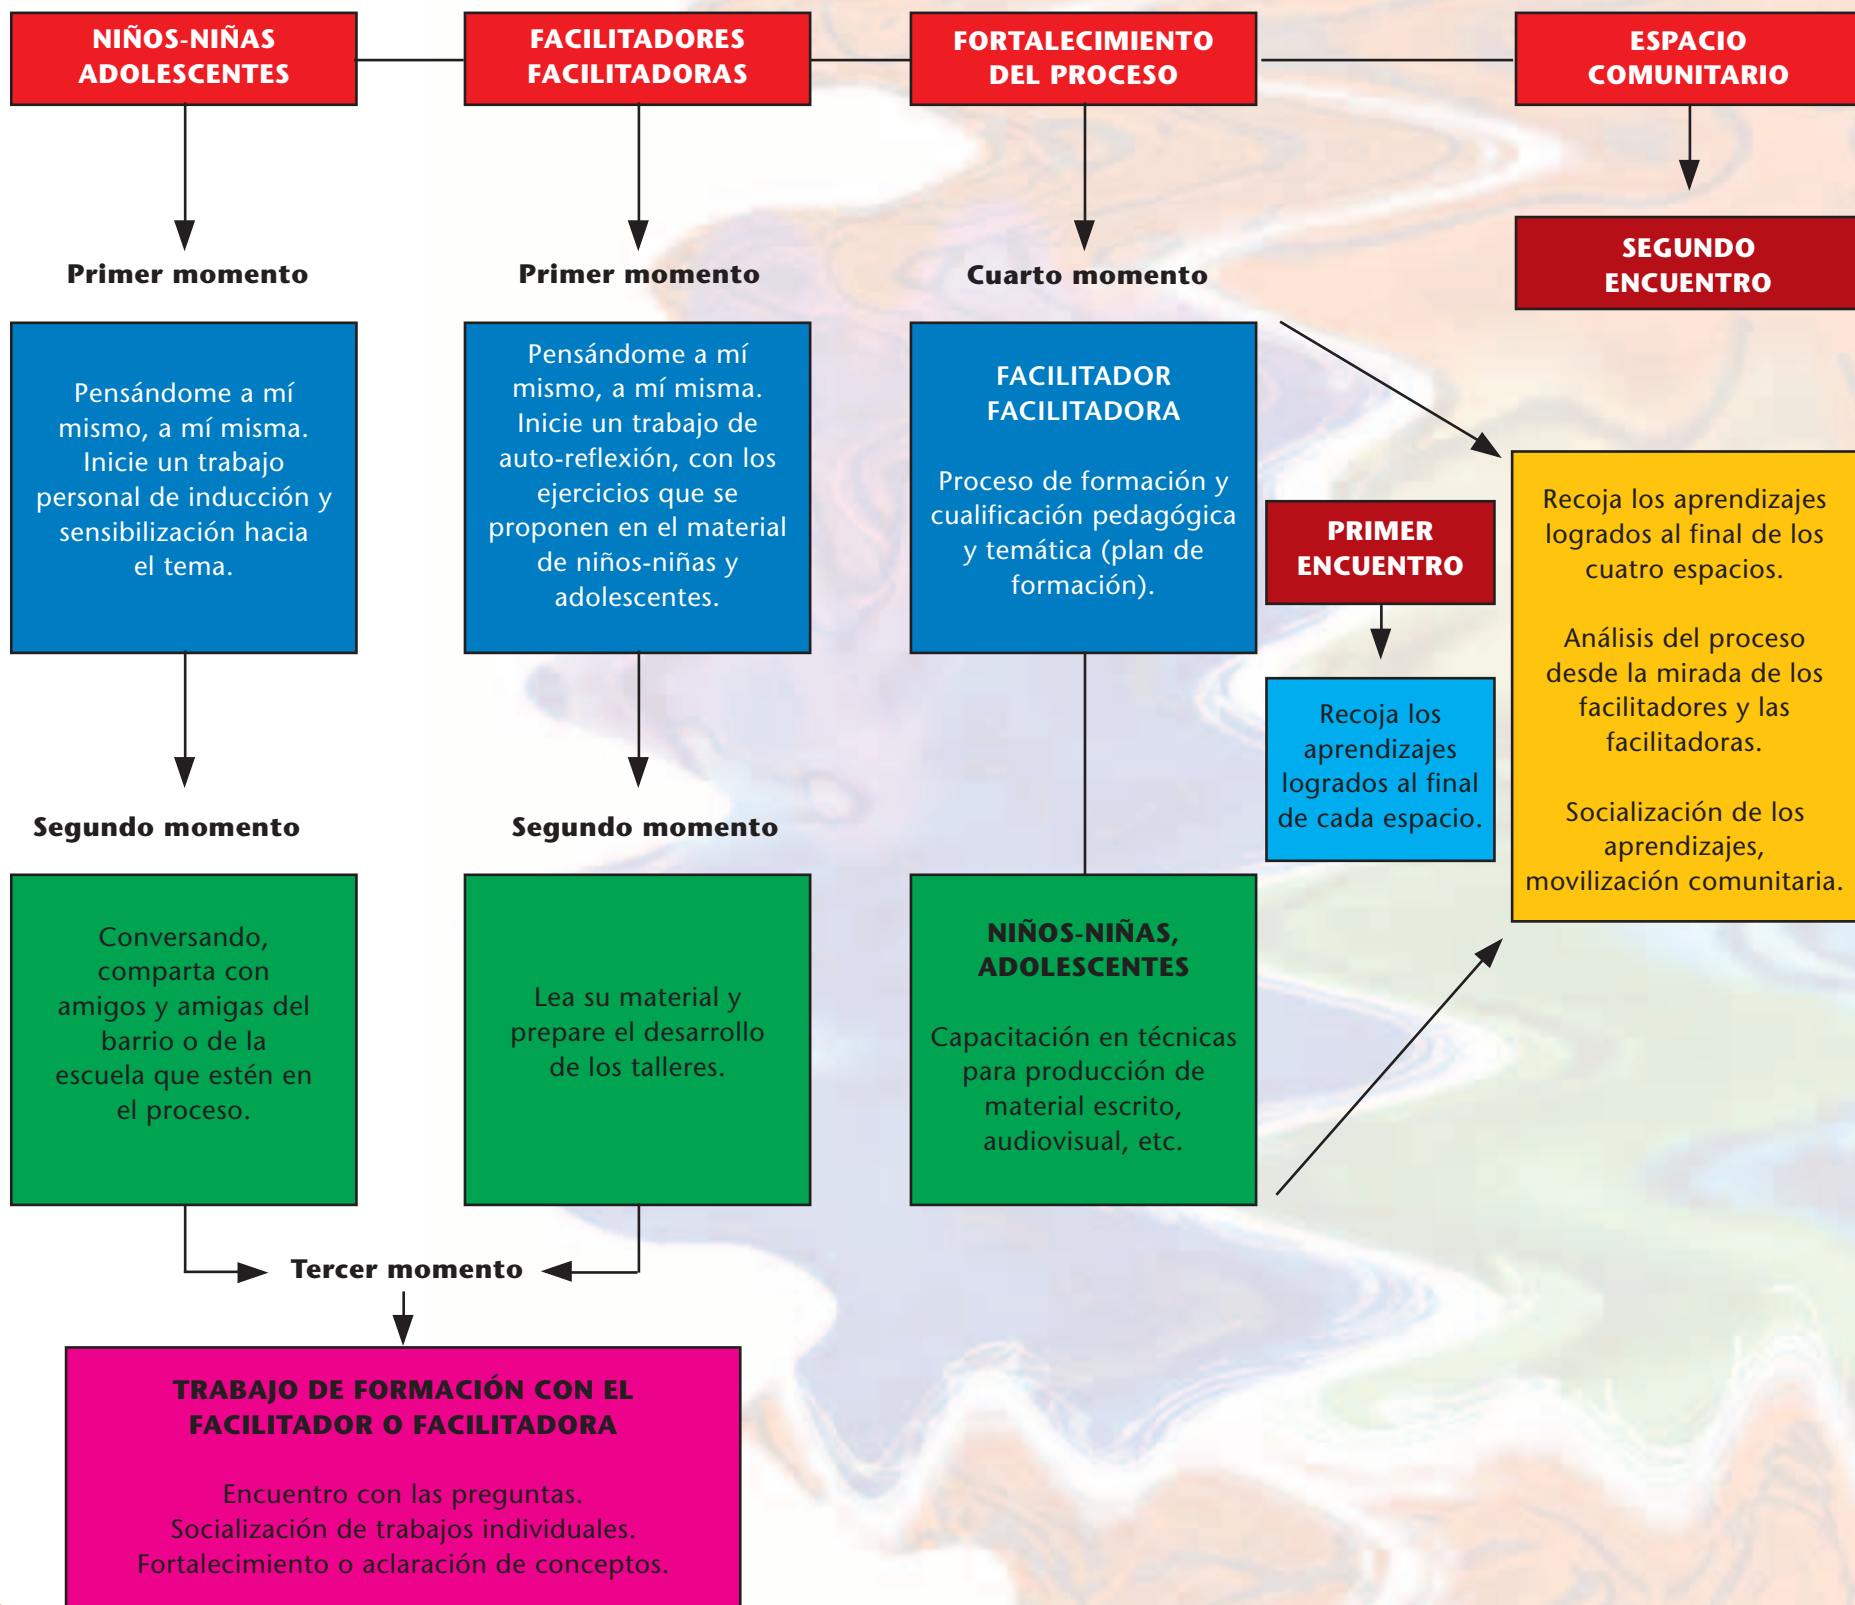 NIÑOS-NIÑAS
ADOLESCENTES
FACILITADORES
FACILITADORAS
FORTALECIMIENTO
DEL PROCESO
ESPACIO
COMUNITARIO
Primer momento
Pensándome a mí
mismo, a mí misma.
Inicie un trabajo
personal de inducción y
sensibilización hacia
el tema.
Segundo momento
Conversando,
comparta con
amigos y amigas del
barrio o de la
escuela que estén en
el proceso.
Primer momento
Pensándome a mí
mismo, a mí misma.
Inicie un trabajo de
auto-reflexión, con los
ejercicios que se
proponen en el material
de niños-niñas y
adolescentes.
Segundo momento
Lea su material y
prepare el desarrollo
de los talleres.
Tercer momento
TRABAJO DE FORMACIÓN CON EL
FACILITADOR O FACILITADORA
Encuentro con las preguntas.
Socialización de trabajos individuales.
Fortalecimiento o aclaración de conceptos.
Cuarto momento
FACILITADOR
FACILITADORA
Proceso de formación y
cualificación pedagógica
y temática (plan de
formación).
NIÑOS-NIÑAS,
ADOLESCENTES
Capacitación en técnicas
para producción de
material escrito,
audiovisual, etc.
PRIMER
ENCUENTRO
Recoja los
aprendizajes
logrados al final
de cada espacio.
SEGUNDO
ENCUENTRO
Recoja los aprendizajes
logrados al final de los
cuatro espacios.
Análisis del proceso
desde la mirada de los
facilitadores y las
facilitadoras.
Socialización de los
aprendizajes,
movilización comunitaria.